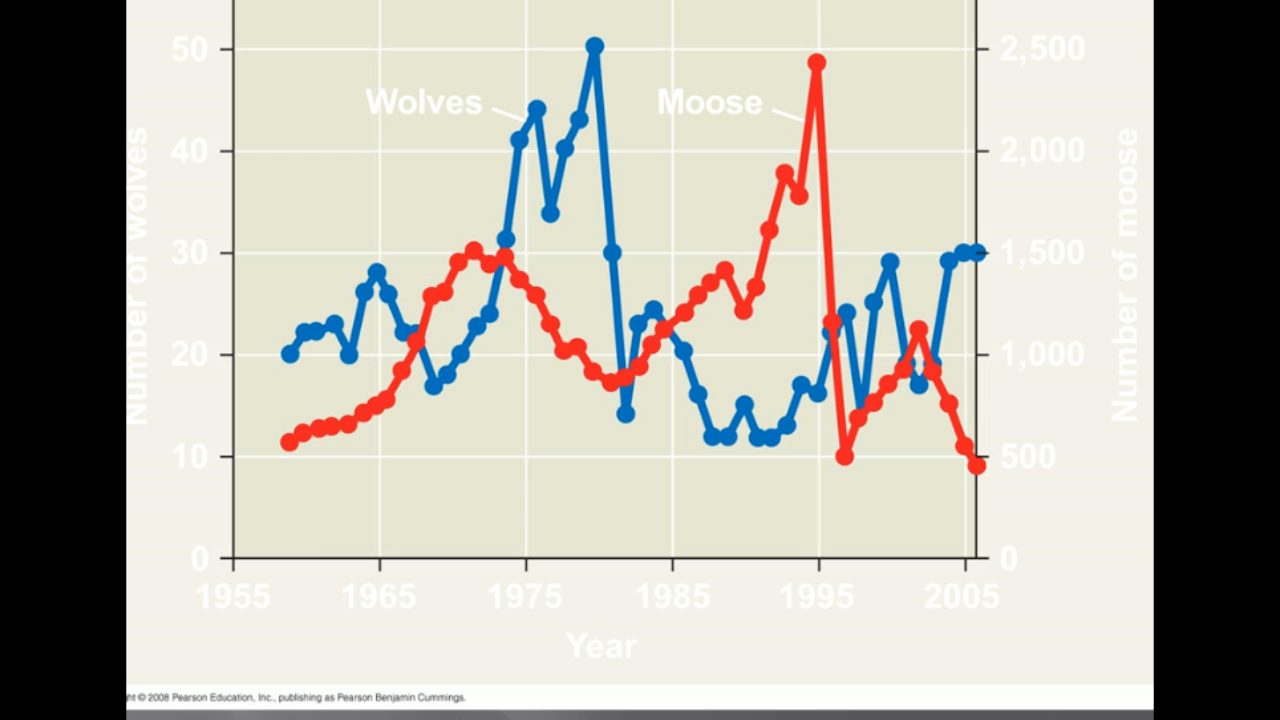 50
2,500
Wolves
Moose
40
2,000
Number of wolves
Number of moose
30
1,500
20
1,000
10
500
0
0
1955 1965 1975 1985 1995 2005
Year
© 2008 Pearson Education, Inc., publishing as Pearson Benjamin Cummings.